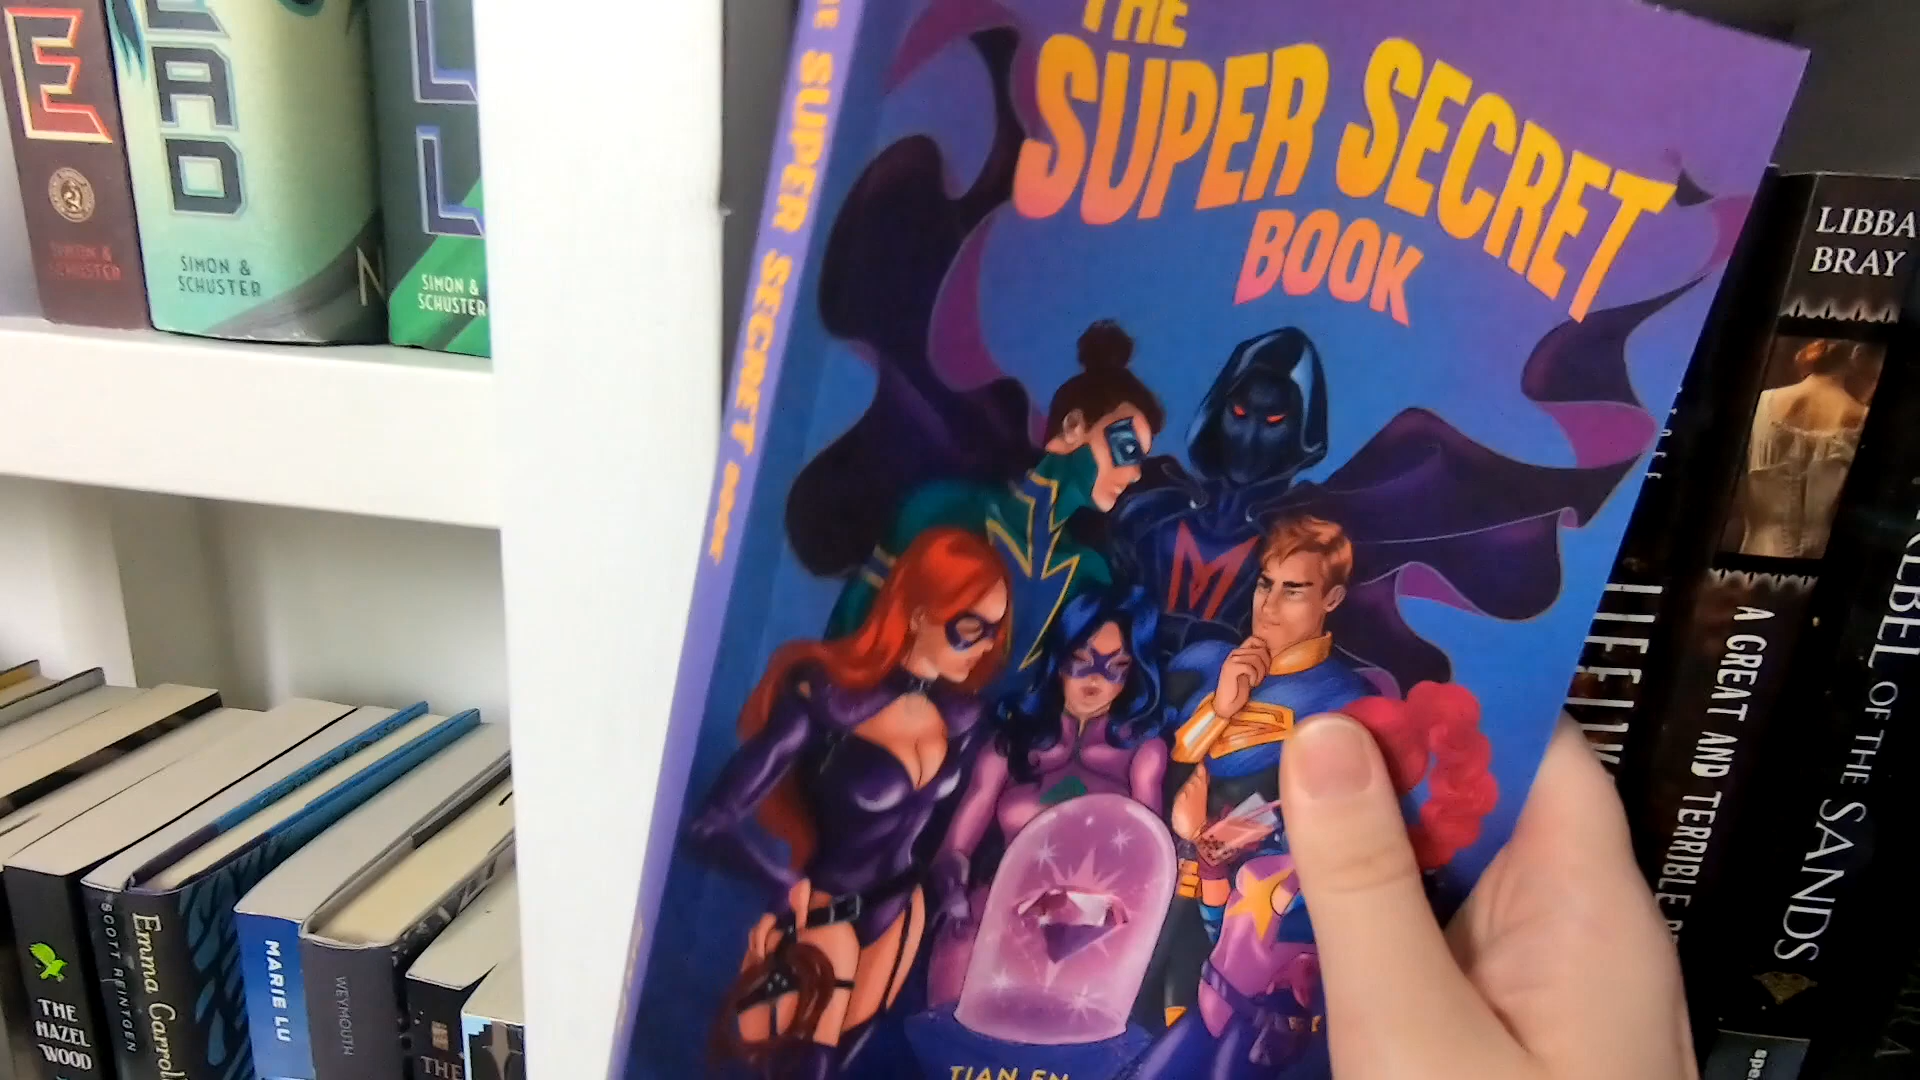 E
EAD
SIMON &
SCHUSTER
SIMON &
SCHUSTER
N
L
L
SIMON &
SCHUSTER
THE
SUPER SECRET
BOOK
SUPER SECRET BOOK
M
TIAN EN
LIBBA
BRAY
A GREAT AND TERRIBLE
REBEL OF THE SANDS
THE
HAZEL
WOOD
SCOTT REINTGEN
Emma Carroll
MARIE LU
WEYMOUTH
THE